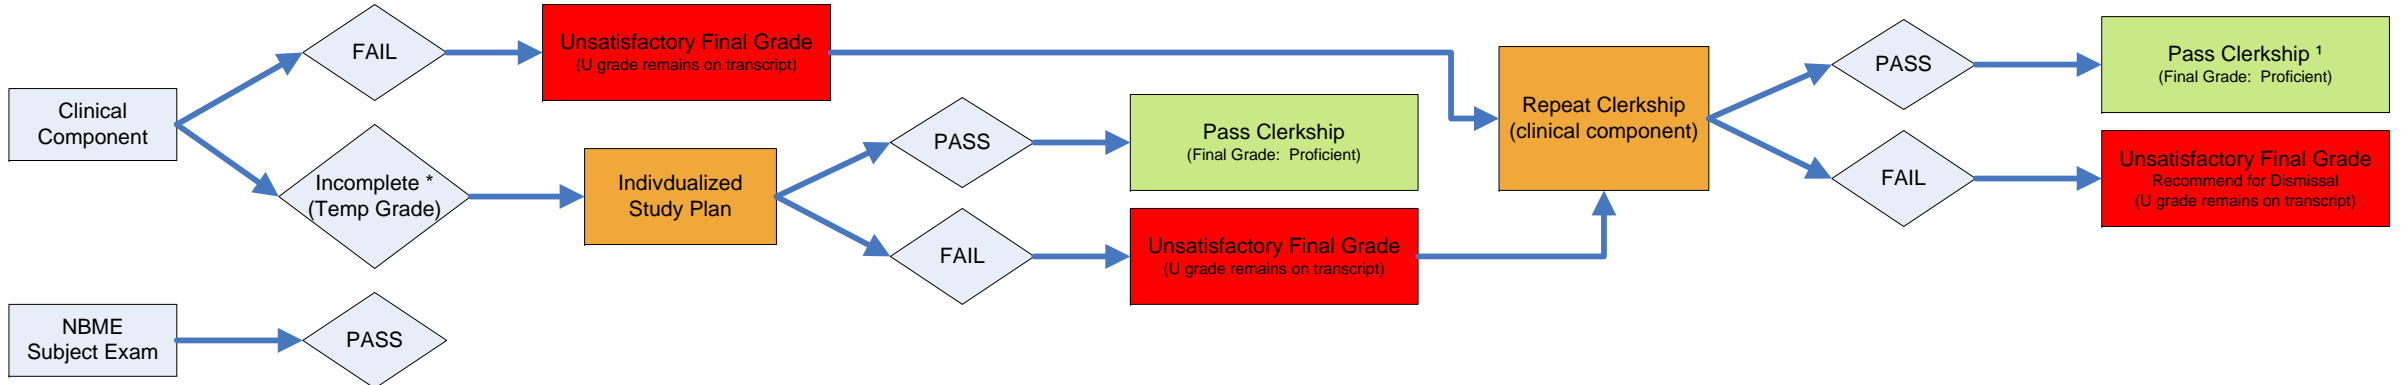 FAIL
Unsatisfactory Final Grade
(U grade remains on transcript)
Clinical
Component
Incomplete *
(Temp Grade)
Indivdualized
Study Plan
PASS
Pass Clerkship
(Final Grade: Proficient)
FAIL
Unsatisfactory Final Grade
(U grade remains on transcript)
Repeat Clerkship
(clinical component)
PASS
Pass Clerkship ¹
(Final Grade: Proficient)
FAIL
Unsatisfactory Final Grade
Recommend for Dismissal
(U grade remains on transcript)
NBME
Subject Exam
PASS